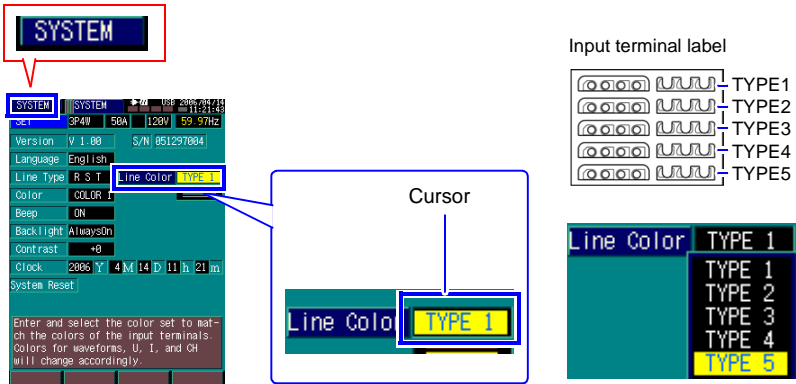 SYSTEM
SYSTEM SYSTEM USB 2006/04/14
11:21:43
SET 3P4W 50A 120V 59.97Hz
Version V 1.00 S/N 051297004
Language English
Line Type R S T Line Color TYPE 1
Color COLOR 1
Beep ON
Backlight AlwaysOn
Contrast +0
Clock 2006 Y 4 M 14 D 11 h 21 m
System Reset
Enter and select the color set to mat-
ch the colors of the input terminals.
Colors for waveforms, U, I, and CH
will change accordingly.
Cursor
Line Colo TYPE 1
Input terminal label
TYPE1
TYPE2
TYPE3
TYPE4
TYPE5
Line Color TYPE 1
TYPE 1
TYPE 2
TYPE 3
TYPE 4
TYPE 5